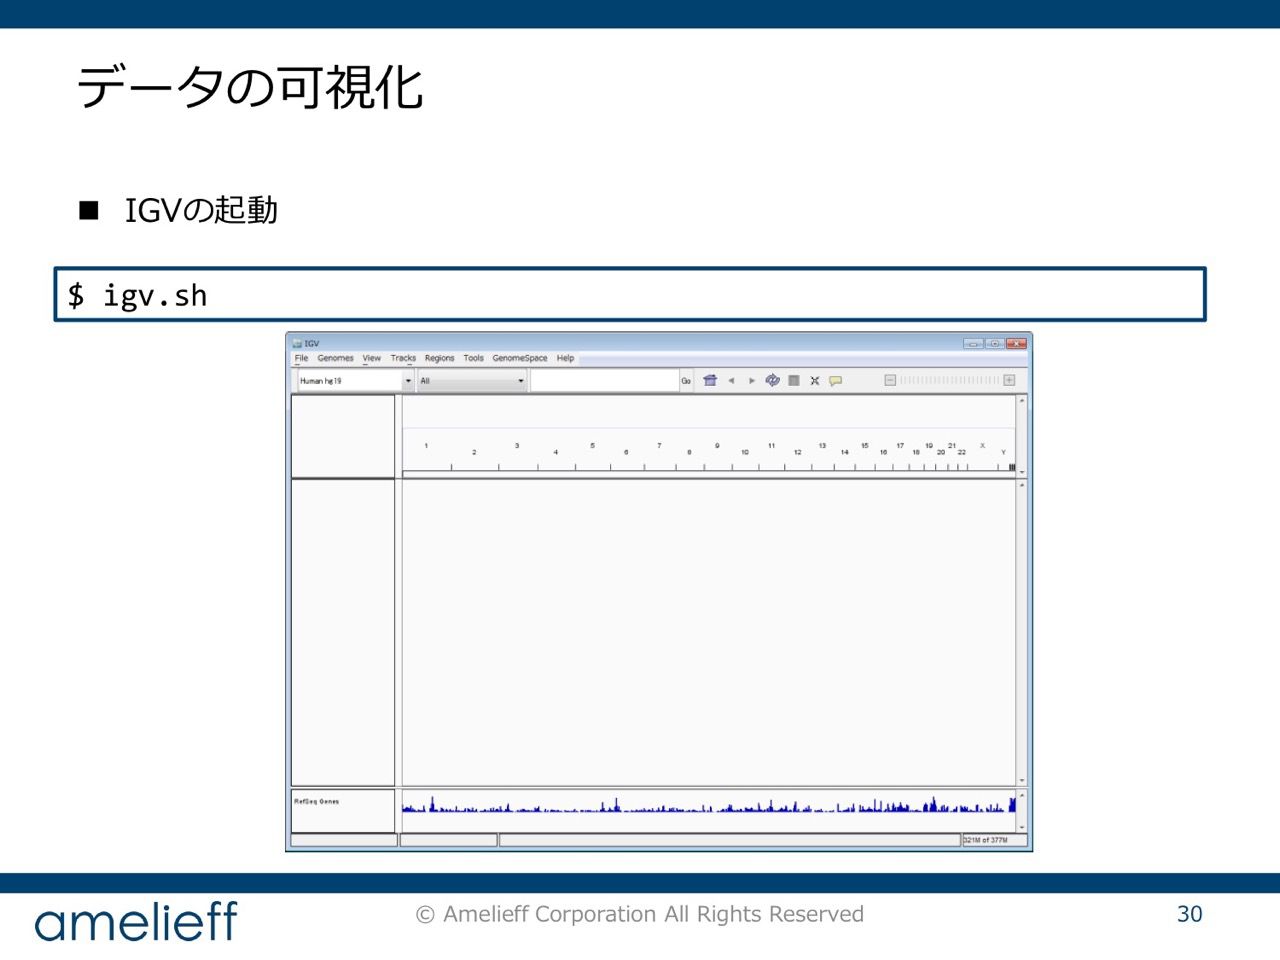 データの可視化
■ IGVの起動
$ igv.sh
IGV
File Genomes View Tracks Regions Tools GenomeSpace Help
Human hg19 All Go
1 2 3 4 5 6 7 8 9 10 11 12 13 14 15 16 17 18 19 20 21 22 X Y
RefSeq Genes
321M of 377M
amelieff
© Amelieff Corporation All Rights Reserved
30